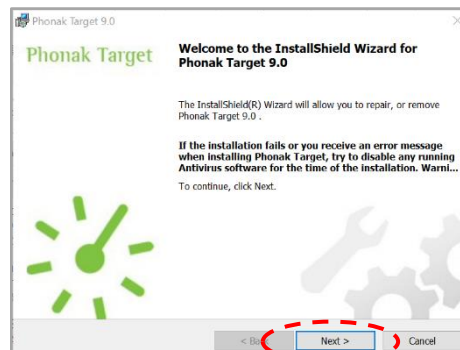 Phonak Target 9.0
Phonak Target
Welcome to the InstallShield Wizard for
Phonak Target 9.0
The InstallShield(R) Wizard will allow you to repair, or remove
Phonak Target 9.0 .
If the installation fails or you receive an error message
when installing Phonak Target, try to disable any running
Antivirus software for the time of the installation. Warni...
To continue, click Next.
Next > Cancel